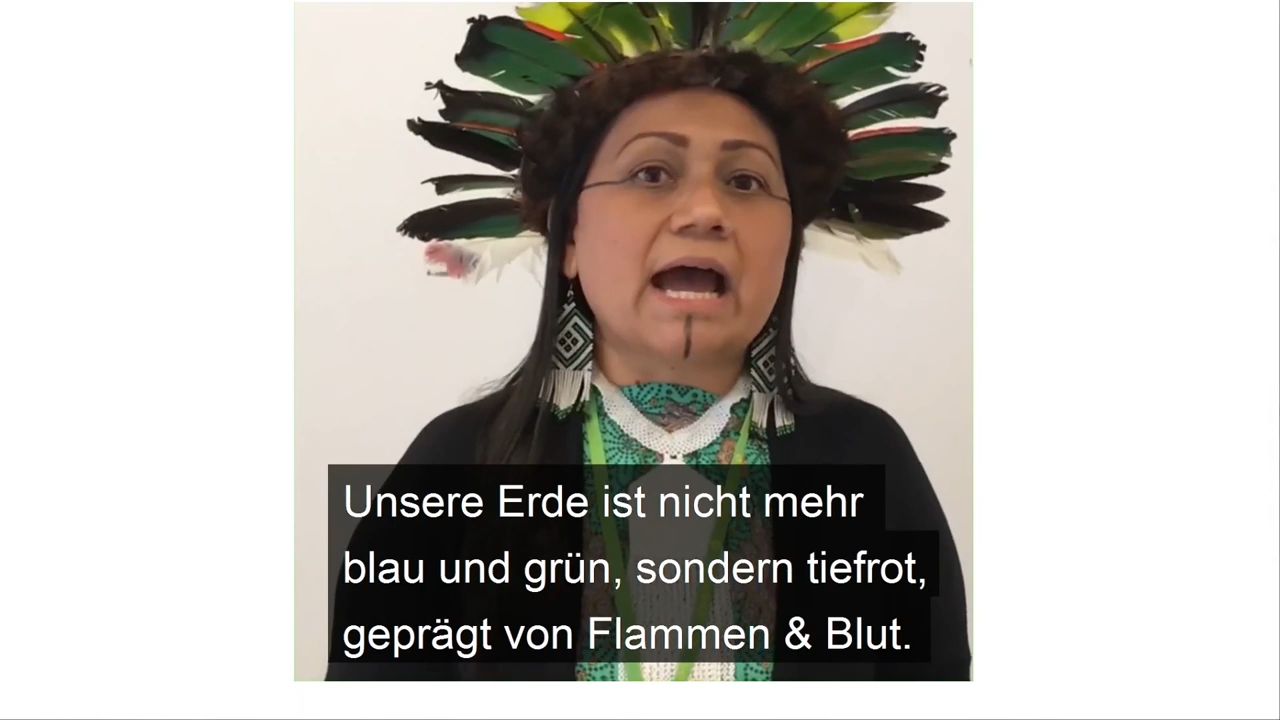 Unsere Erde ist nicht mehr
blau und grün, sondern tiefrot,
geprägt von Flammen & Blut.